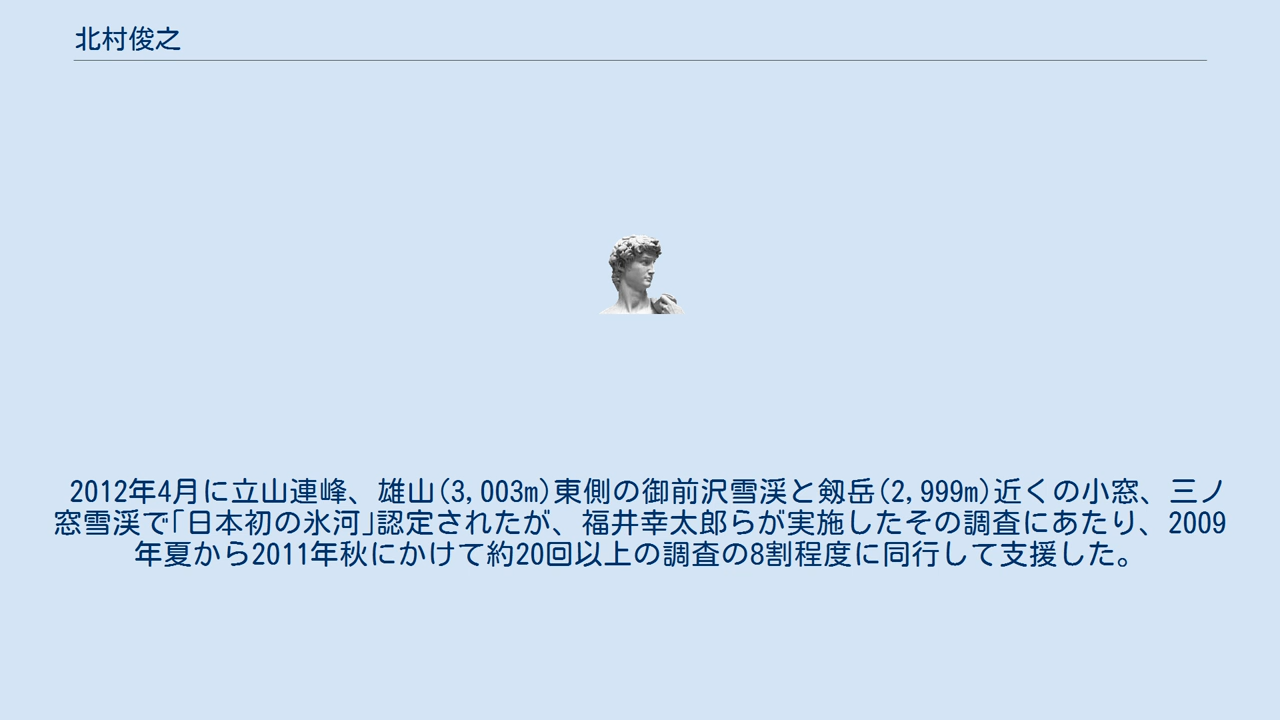 北村俊之
2012年4月に立山連峰、雄山(3,003m)東側の御前沢雪渓と剱岳(2,999m)近くの小窓、三ノ
窓雪渓で｢日本初の氷河｣認定されたが、福井幸太郎らが実施したその調査にあたり、2009
年夏から2011年秋にかけて約20回以上の調査の8割程度に同行して支援した。